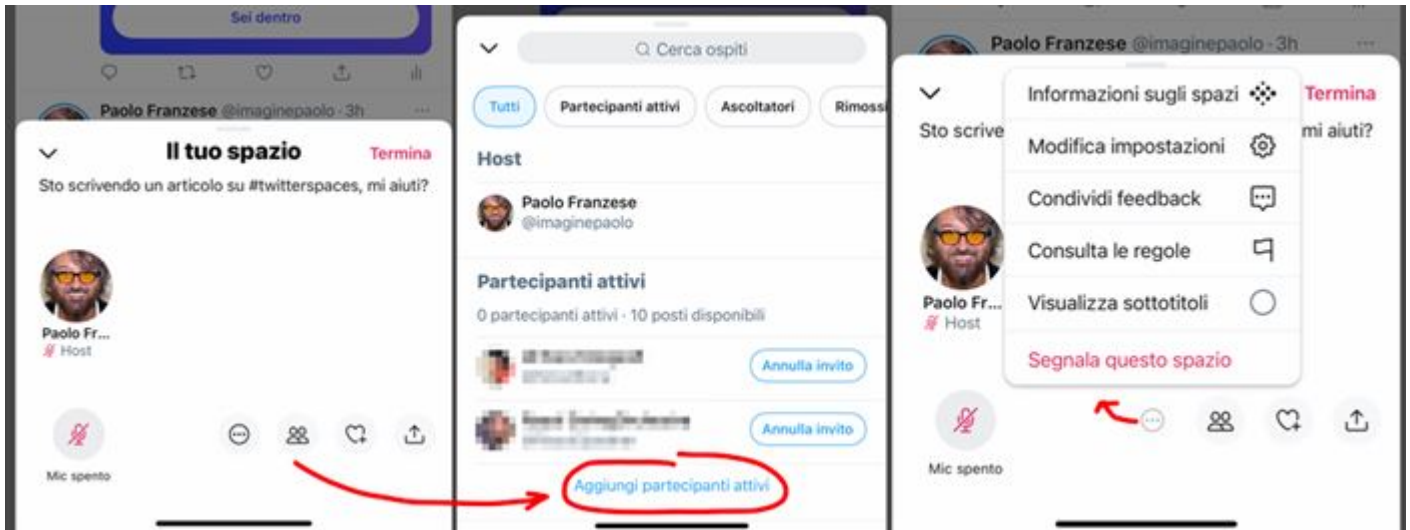 Sei dentro
Paolo Franzese @imaginepaolo · 3h
Il tuo spazio
Termina
Sto scrivendo un articolo su #twitterspaces, mi aiuti?
Paolo Fr...
Host
Mic spento
Cerca ospiti
Tutti
Partecipanti attivi
Ascoltatori
Rimossi
Host
Paolo Franzese
@imaginepaolo
Partecipanti attivi
0 partecipanti attivi · 10 posti disponibili
Annulla invito
Annulla invito
Aggiungi partecipanti attivi
Paolo Franzese @imaginepaolo · 3h
Termina
Sto scrive
mi aiuti?
Informazioni sugli spazi
Modifica impostazioni
Condividi feedback
Consulta le regole
Visualizza sottotitoli
Segnala questo spazio
Paolo Fr...
Host
Mic spento